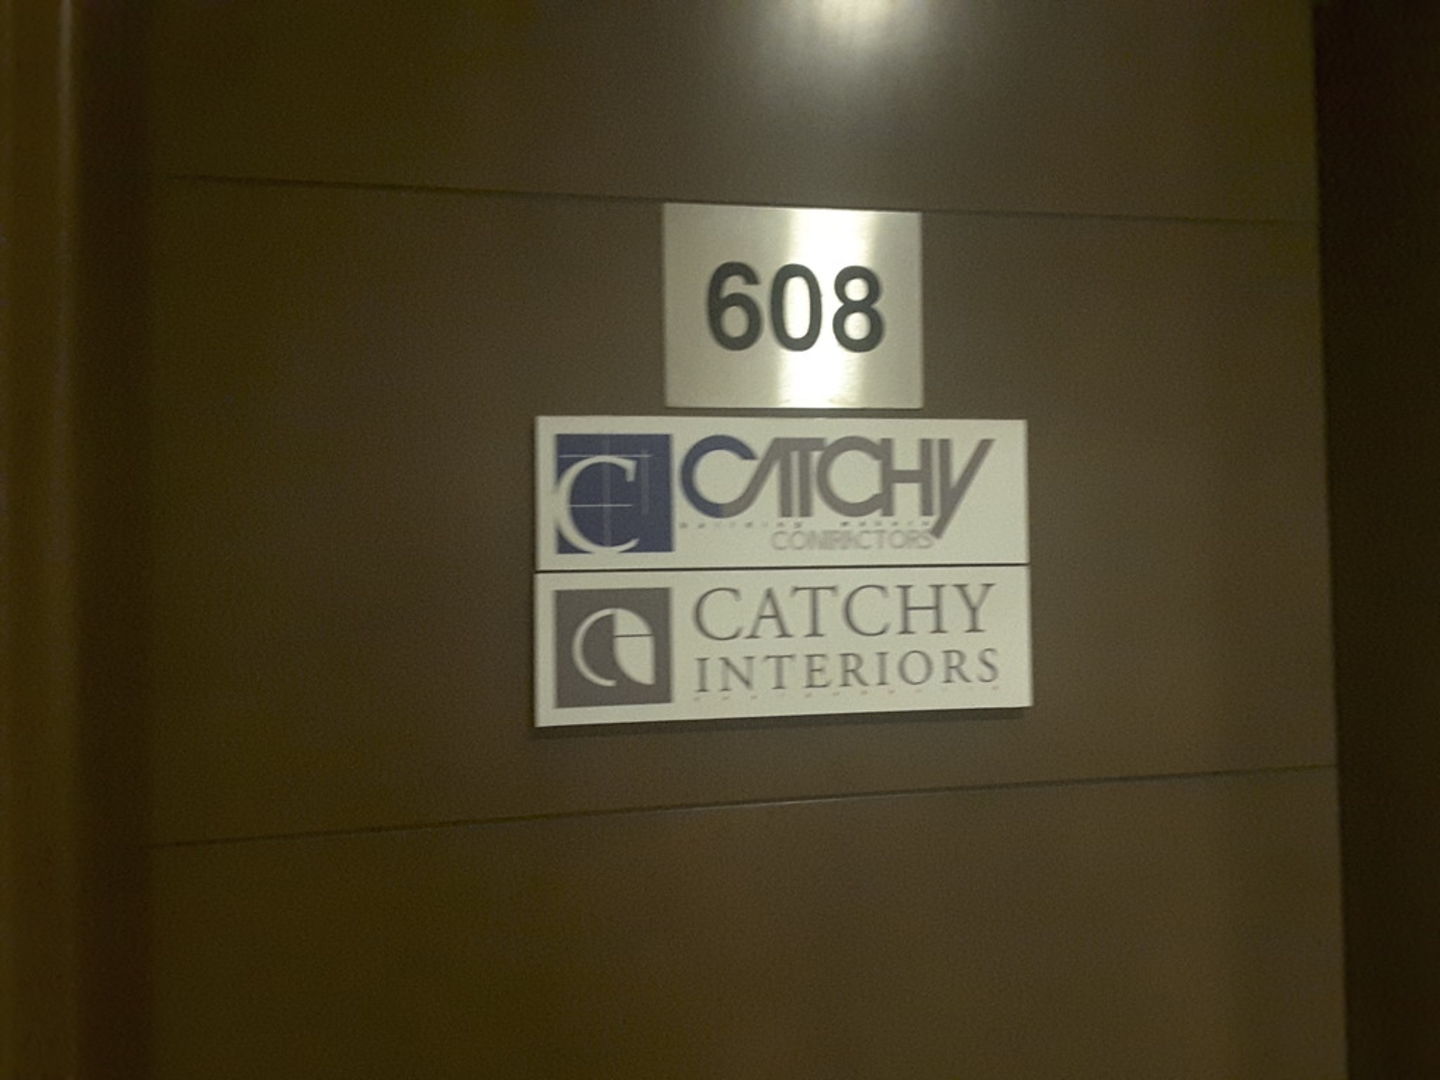 608
C CATCHY
CONTRACTORS
CATCHY
INTERIORS